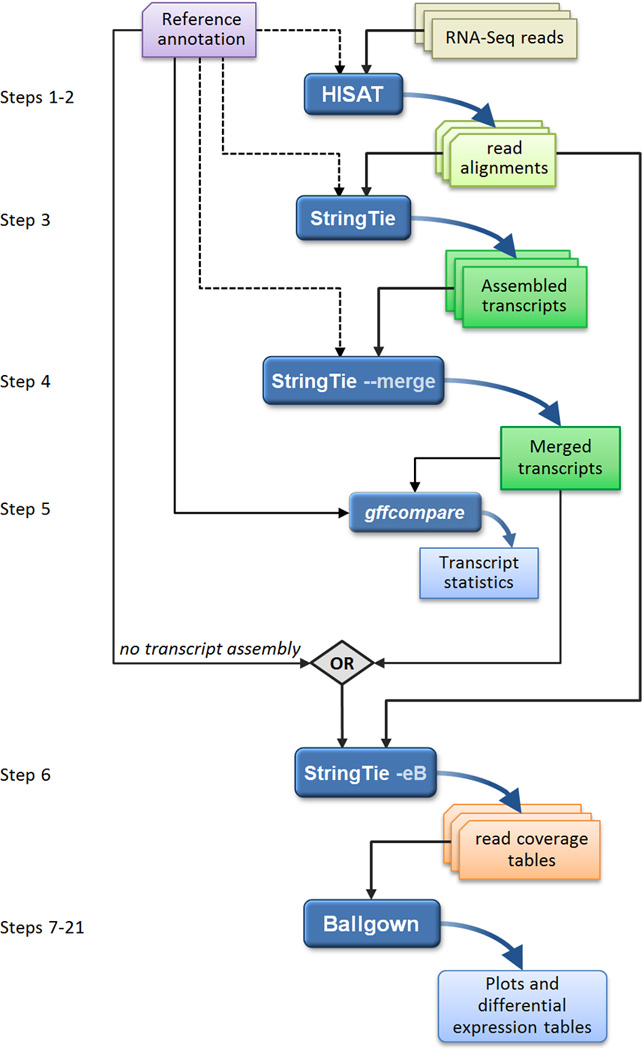 Reference
annotation
RNA-Seq reads
Steps 1-2
HISAT
read
alignments
Step 3
StringTie
Assembled
transcripts
Step 4
StringTie --merge
Merged
transcripts
Step 5
gffcompare
Transcript
statistics
no transcript assembly
OR
Step 6
StringTie -eB
read coverage
tables
Steps 7-21
Ballgown
Plots and
differential
expression tables